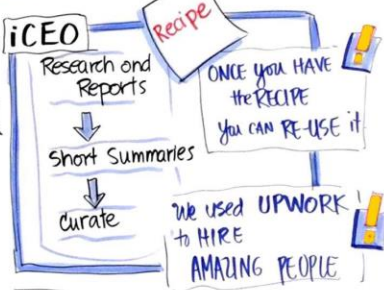 iCEO
Recipe
Research and
Reports
Short Summaries
Curate
ONCE you HAVE
the RECIPE
you CAN RE-USE it
We used UPWORK
to HIRE
AMAZING PEOPLE